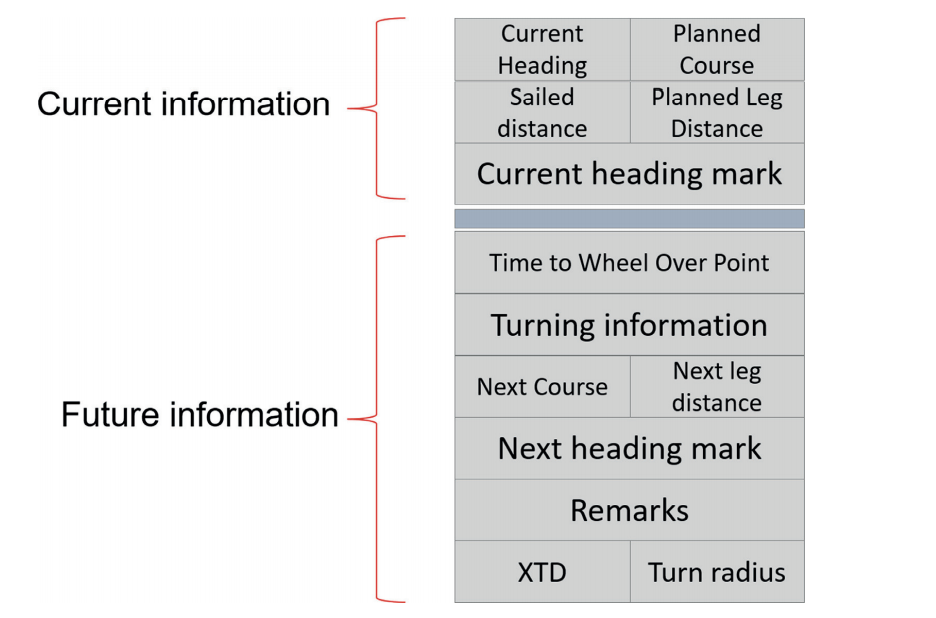 Current information
Current
Heading
Planned
Course
Sailed
distance
Planned Leg
Distance
Current heading mark
Future information
Time to Wheel Over Point
Turning information
Next Course
Next leg
distance
Next heading mark
Remarks
XTD
Turn radius